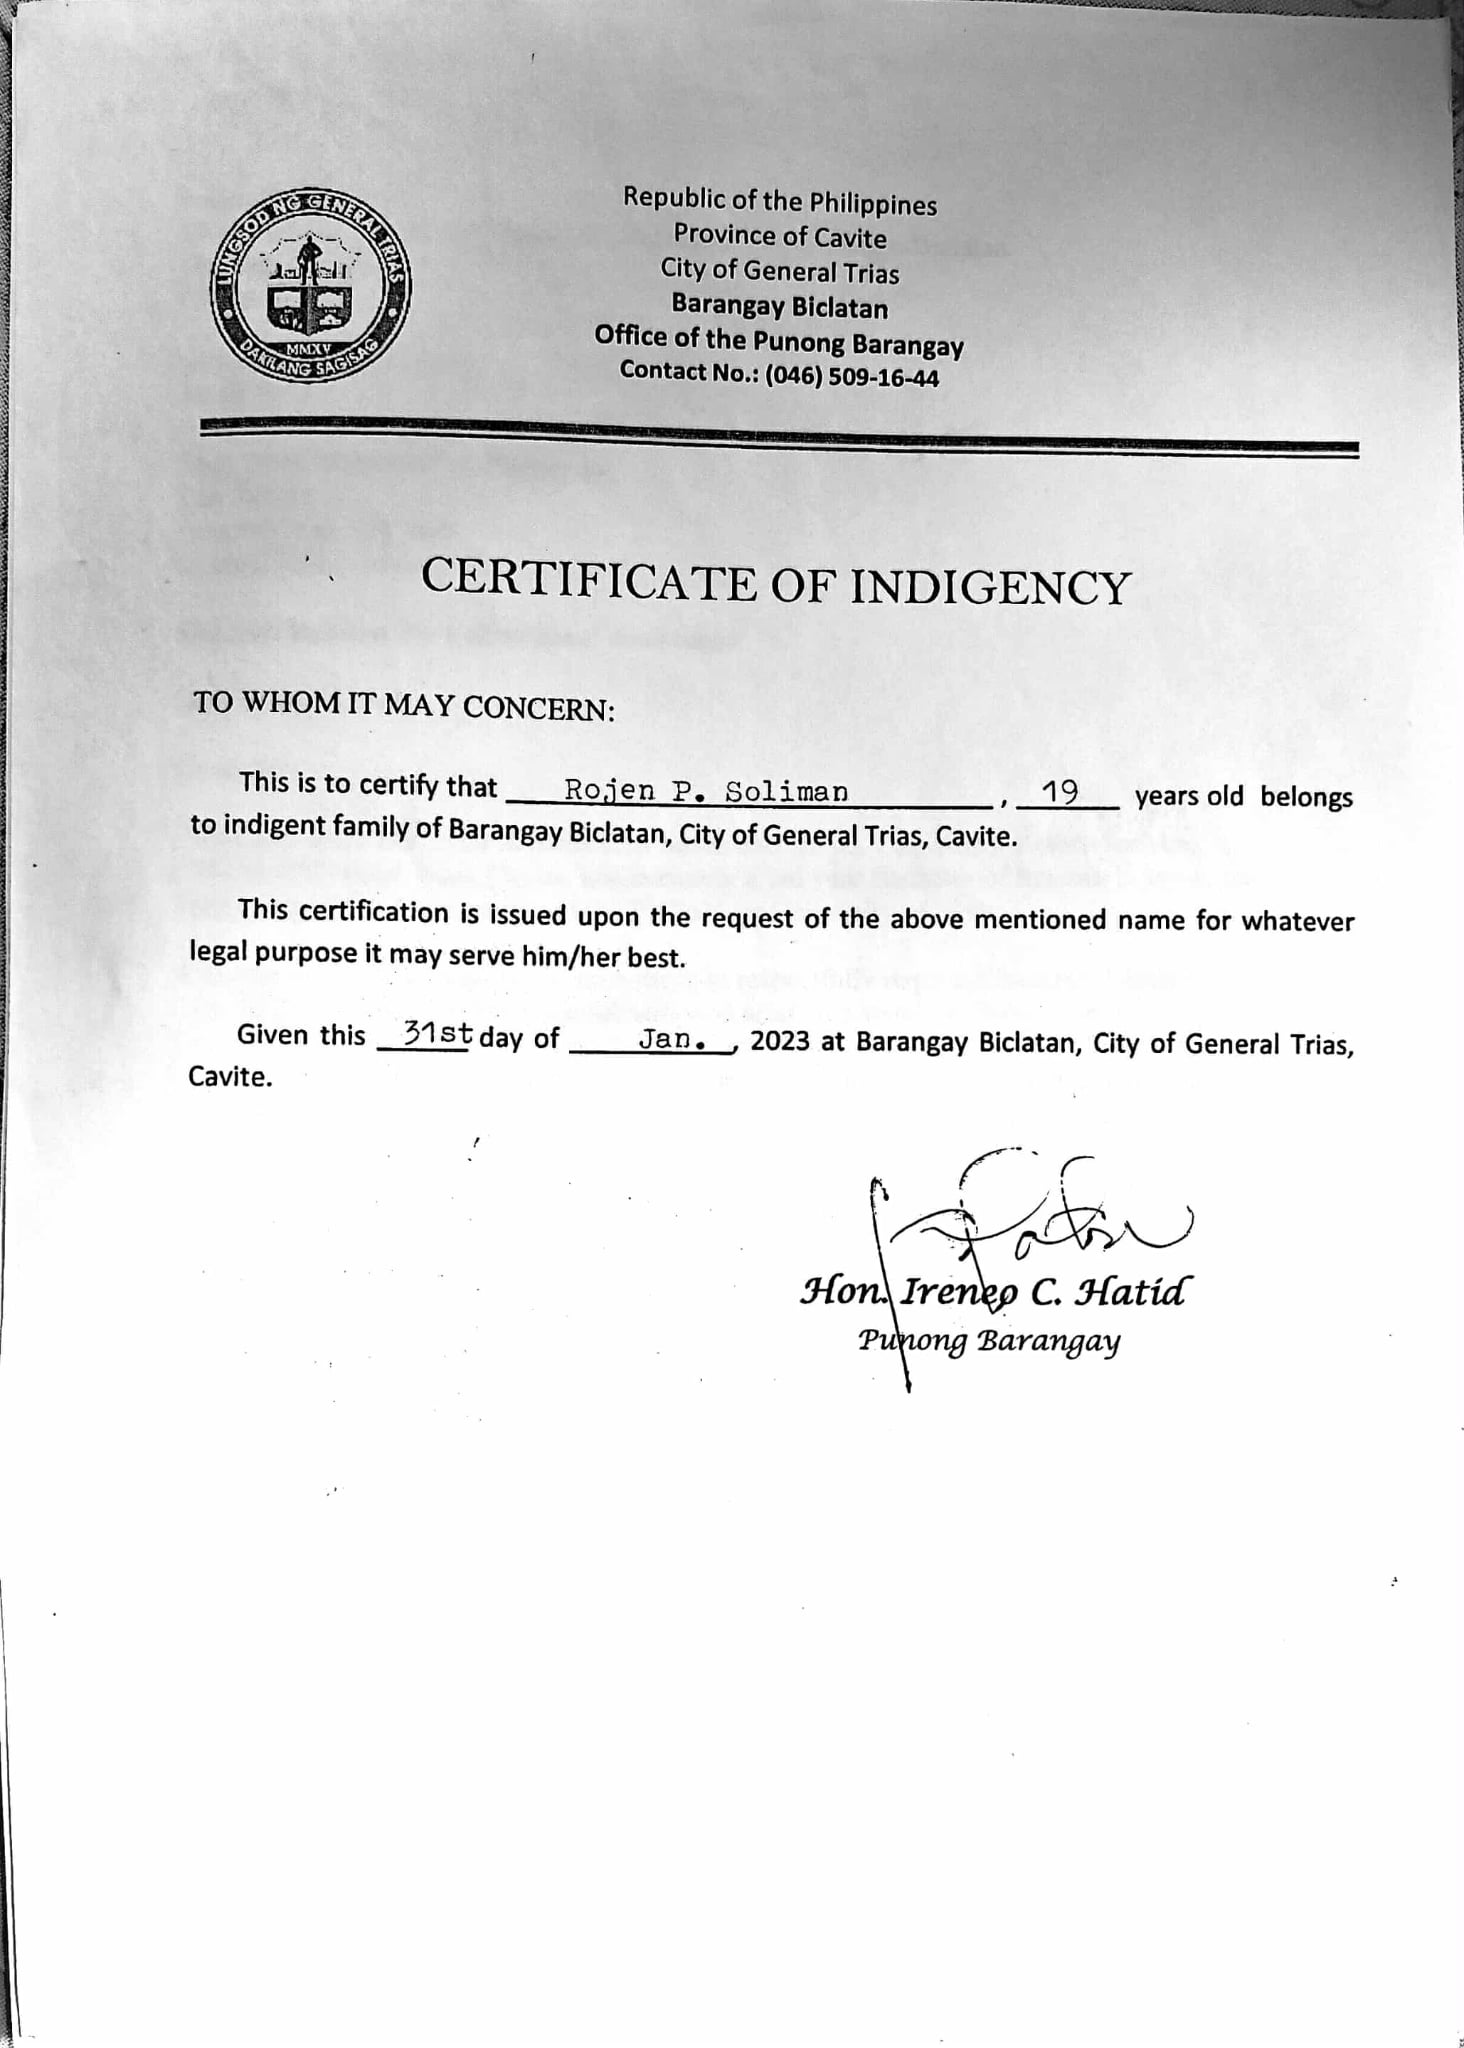 LUNGSOD NG GENERAL TRIAS
MMXV
DAKILANG SAGISAG
Republic of the Philippines
Province of Cavite
City of General Trias
Barangay Biclatan
Office of the Punong Barangay
Contact No.: (046) 509-16-44
CERTIFICATE OF INDIGENCY
TO WHOM IT MAY CONCERN:
This is to certify that Rojen P. Soliman, 19 years old belongs
to indigent family of Barangay Biclatan, City of General Trias, Cavite.
This certification is issued upon the request of the above mentioned name for whatever
legal purpose it may serve him/her best.
Given this 31st day of Jan., 2023 at Barangay Biclatan, City of General Trias,
Cavite.
Hon. Ireneo C. Hatid
Punong Barangay